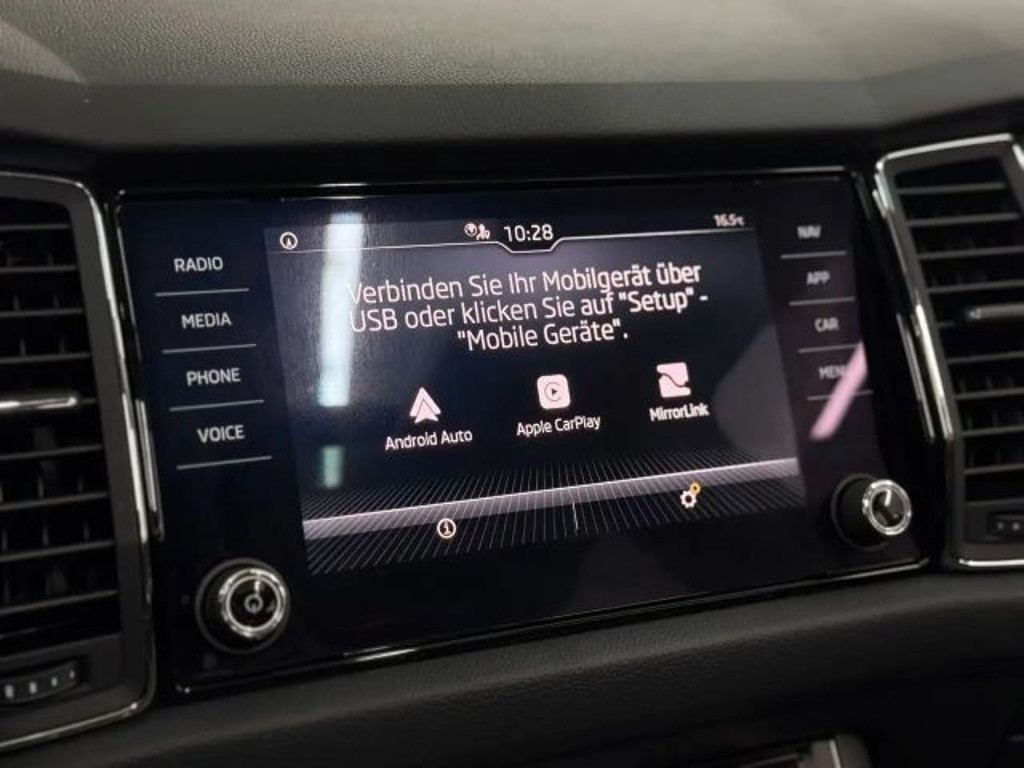 10:28
16.5°C
RADIO
MEDIA
PHONE
VOICE
Verbinden Sie Ihr Mobilgerät über
USB oder klicken Sie auf "Setup" -
"Mobile Geräte".
Android Auto
Apple CarPlay
MirrorLink
NAV
APP
CAR
MENU